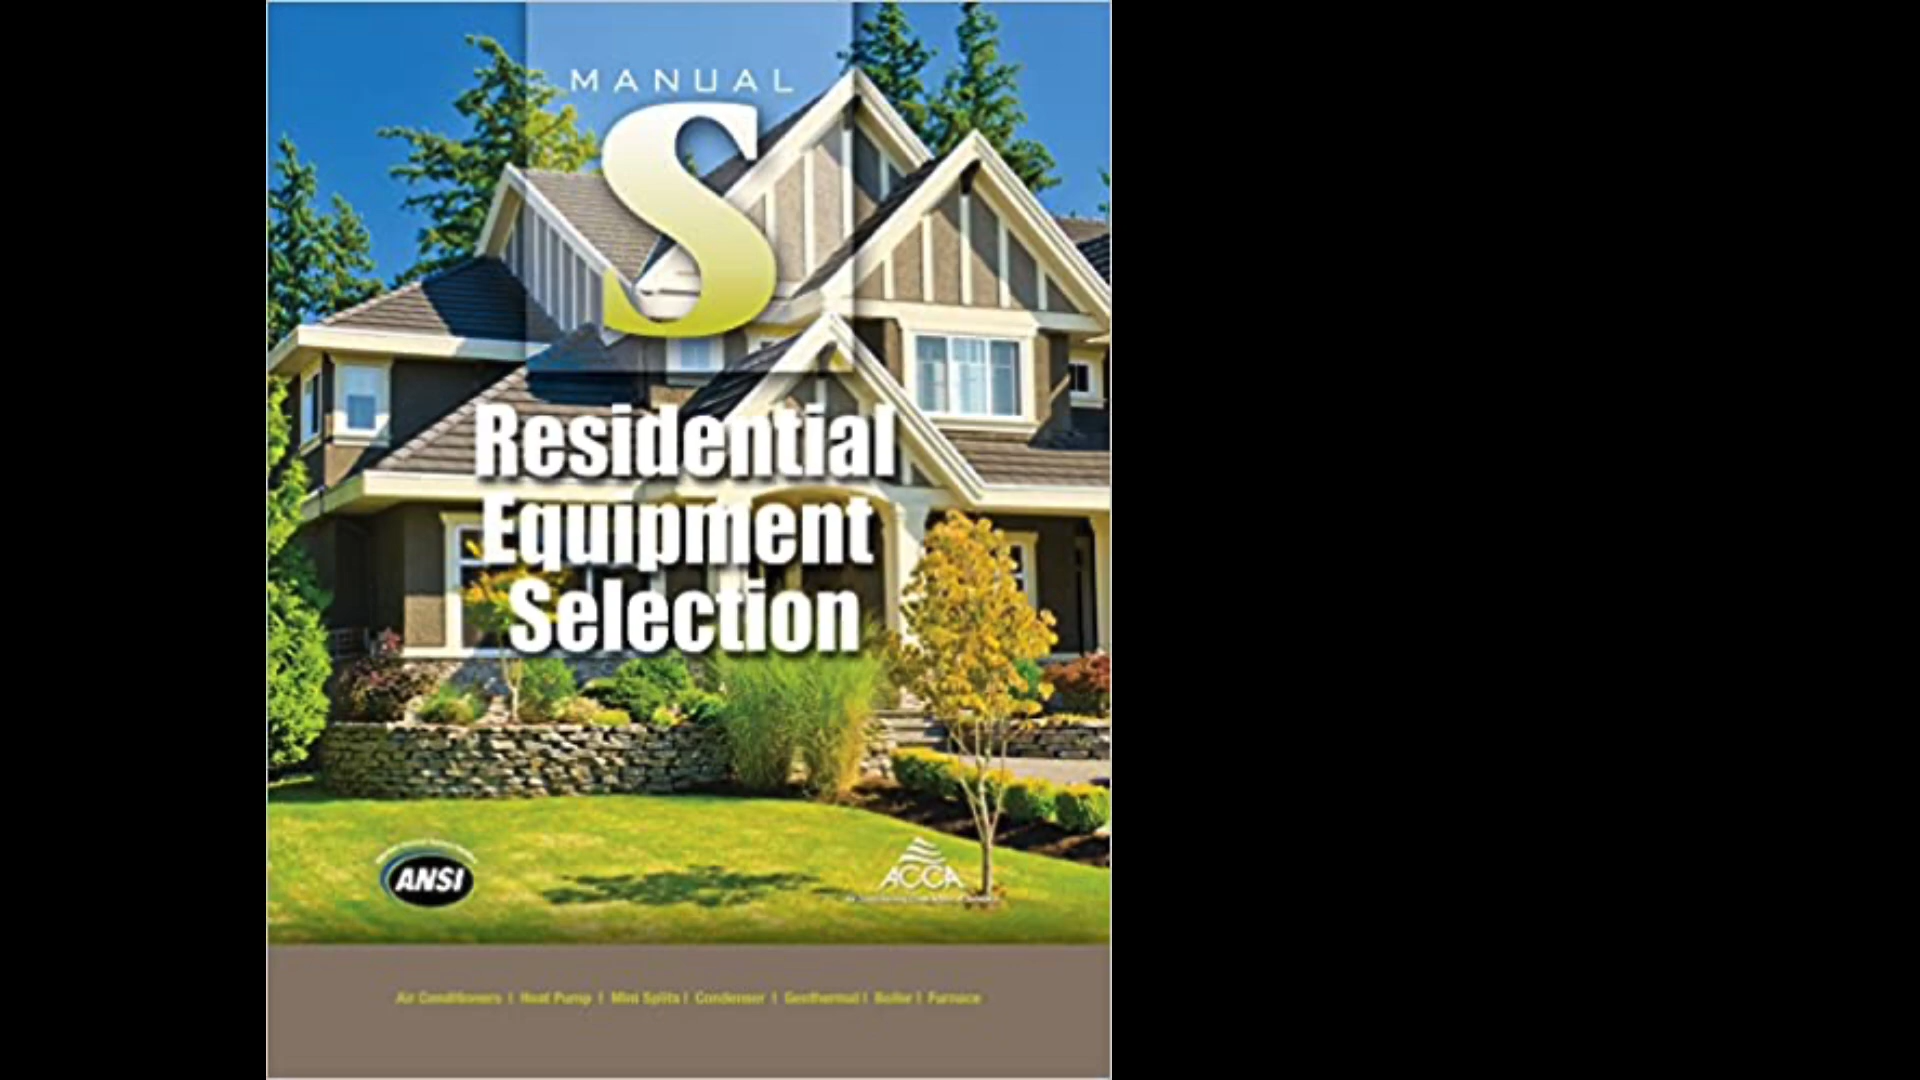 MANUAL
S
Residential
Equipment
Selection
ANSI
ACCA
Air Conditioners | Heat Pump | Mini Splits | Condenser | Geothermal | Boiler | Furnace